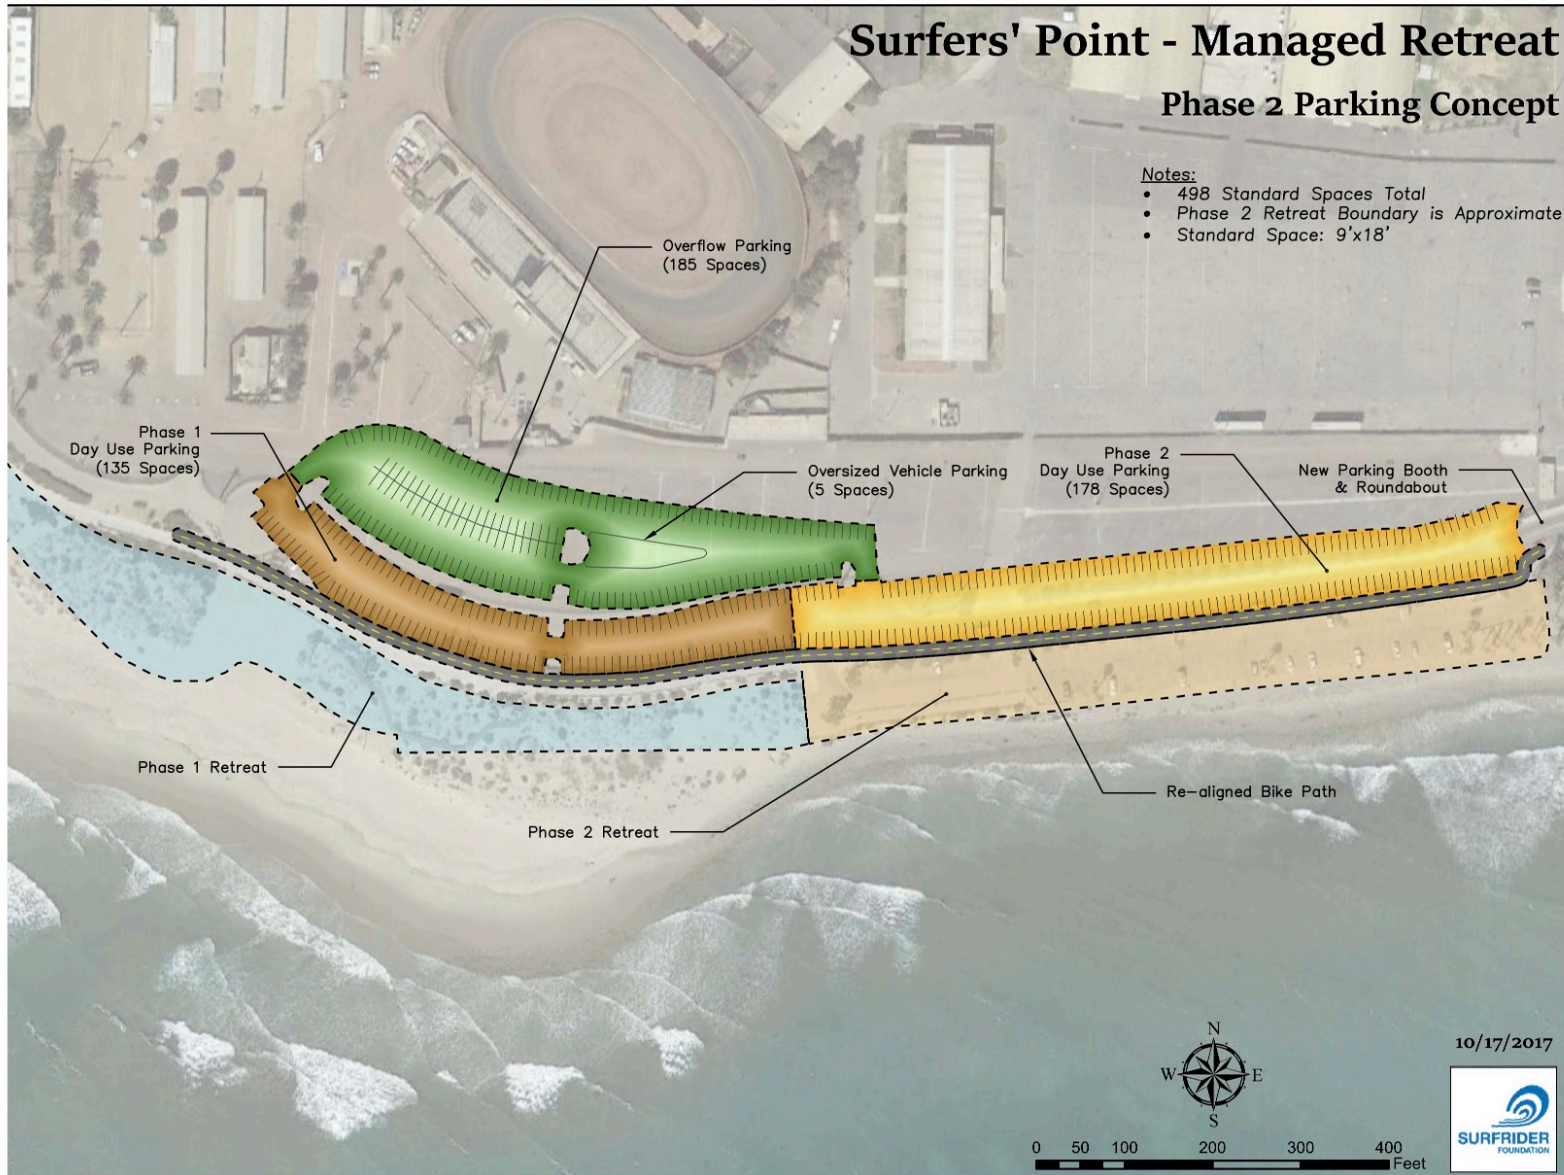 Surfers' Point - Managed Retreat
Phase 2 Parking Concept
Notes:
• 498 Standard Spaces Total
• Phase 2 Retreat Boundary is Approximate
• Standard Space: 9'x18'
Overflow Parking
(185 Spaces)
Phase 1
Day Use Parking
(135 Spaces)
Oversized Vehicle Parking
(5 Spaces)
Phase 2
Day Use Parking
(178 Spaces)
New Parking Booth
& Roundabout
Phase 1 Retreat
Phase 2 Retreat
Re-aligned Bike Path
N
W E
S
10/17/2017
SURFRIDER
FOUNDATION
0 50 100 200 300 400
Feet